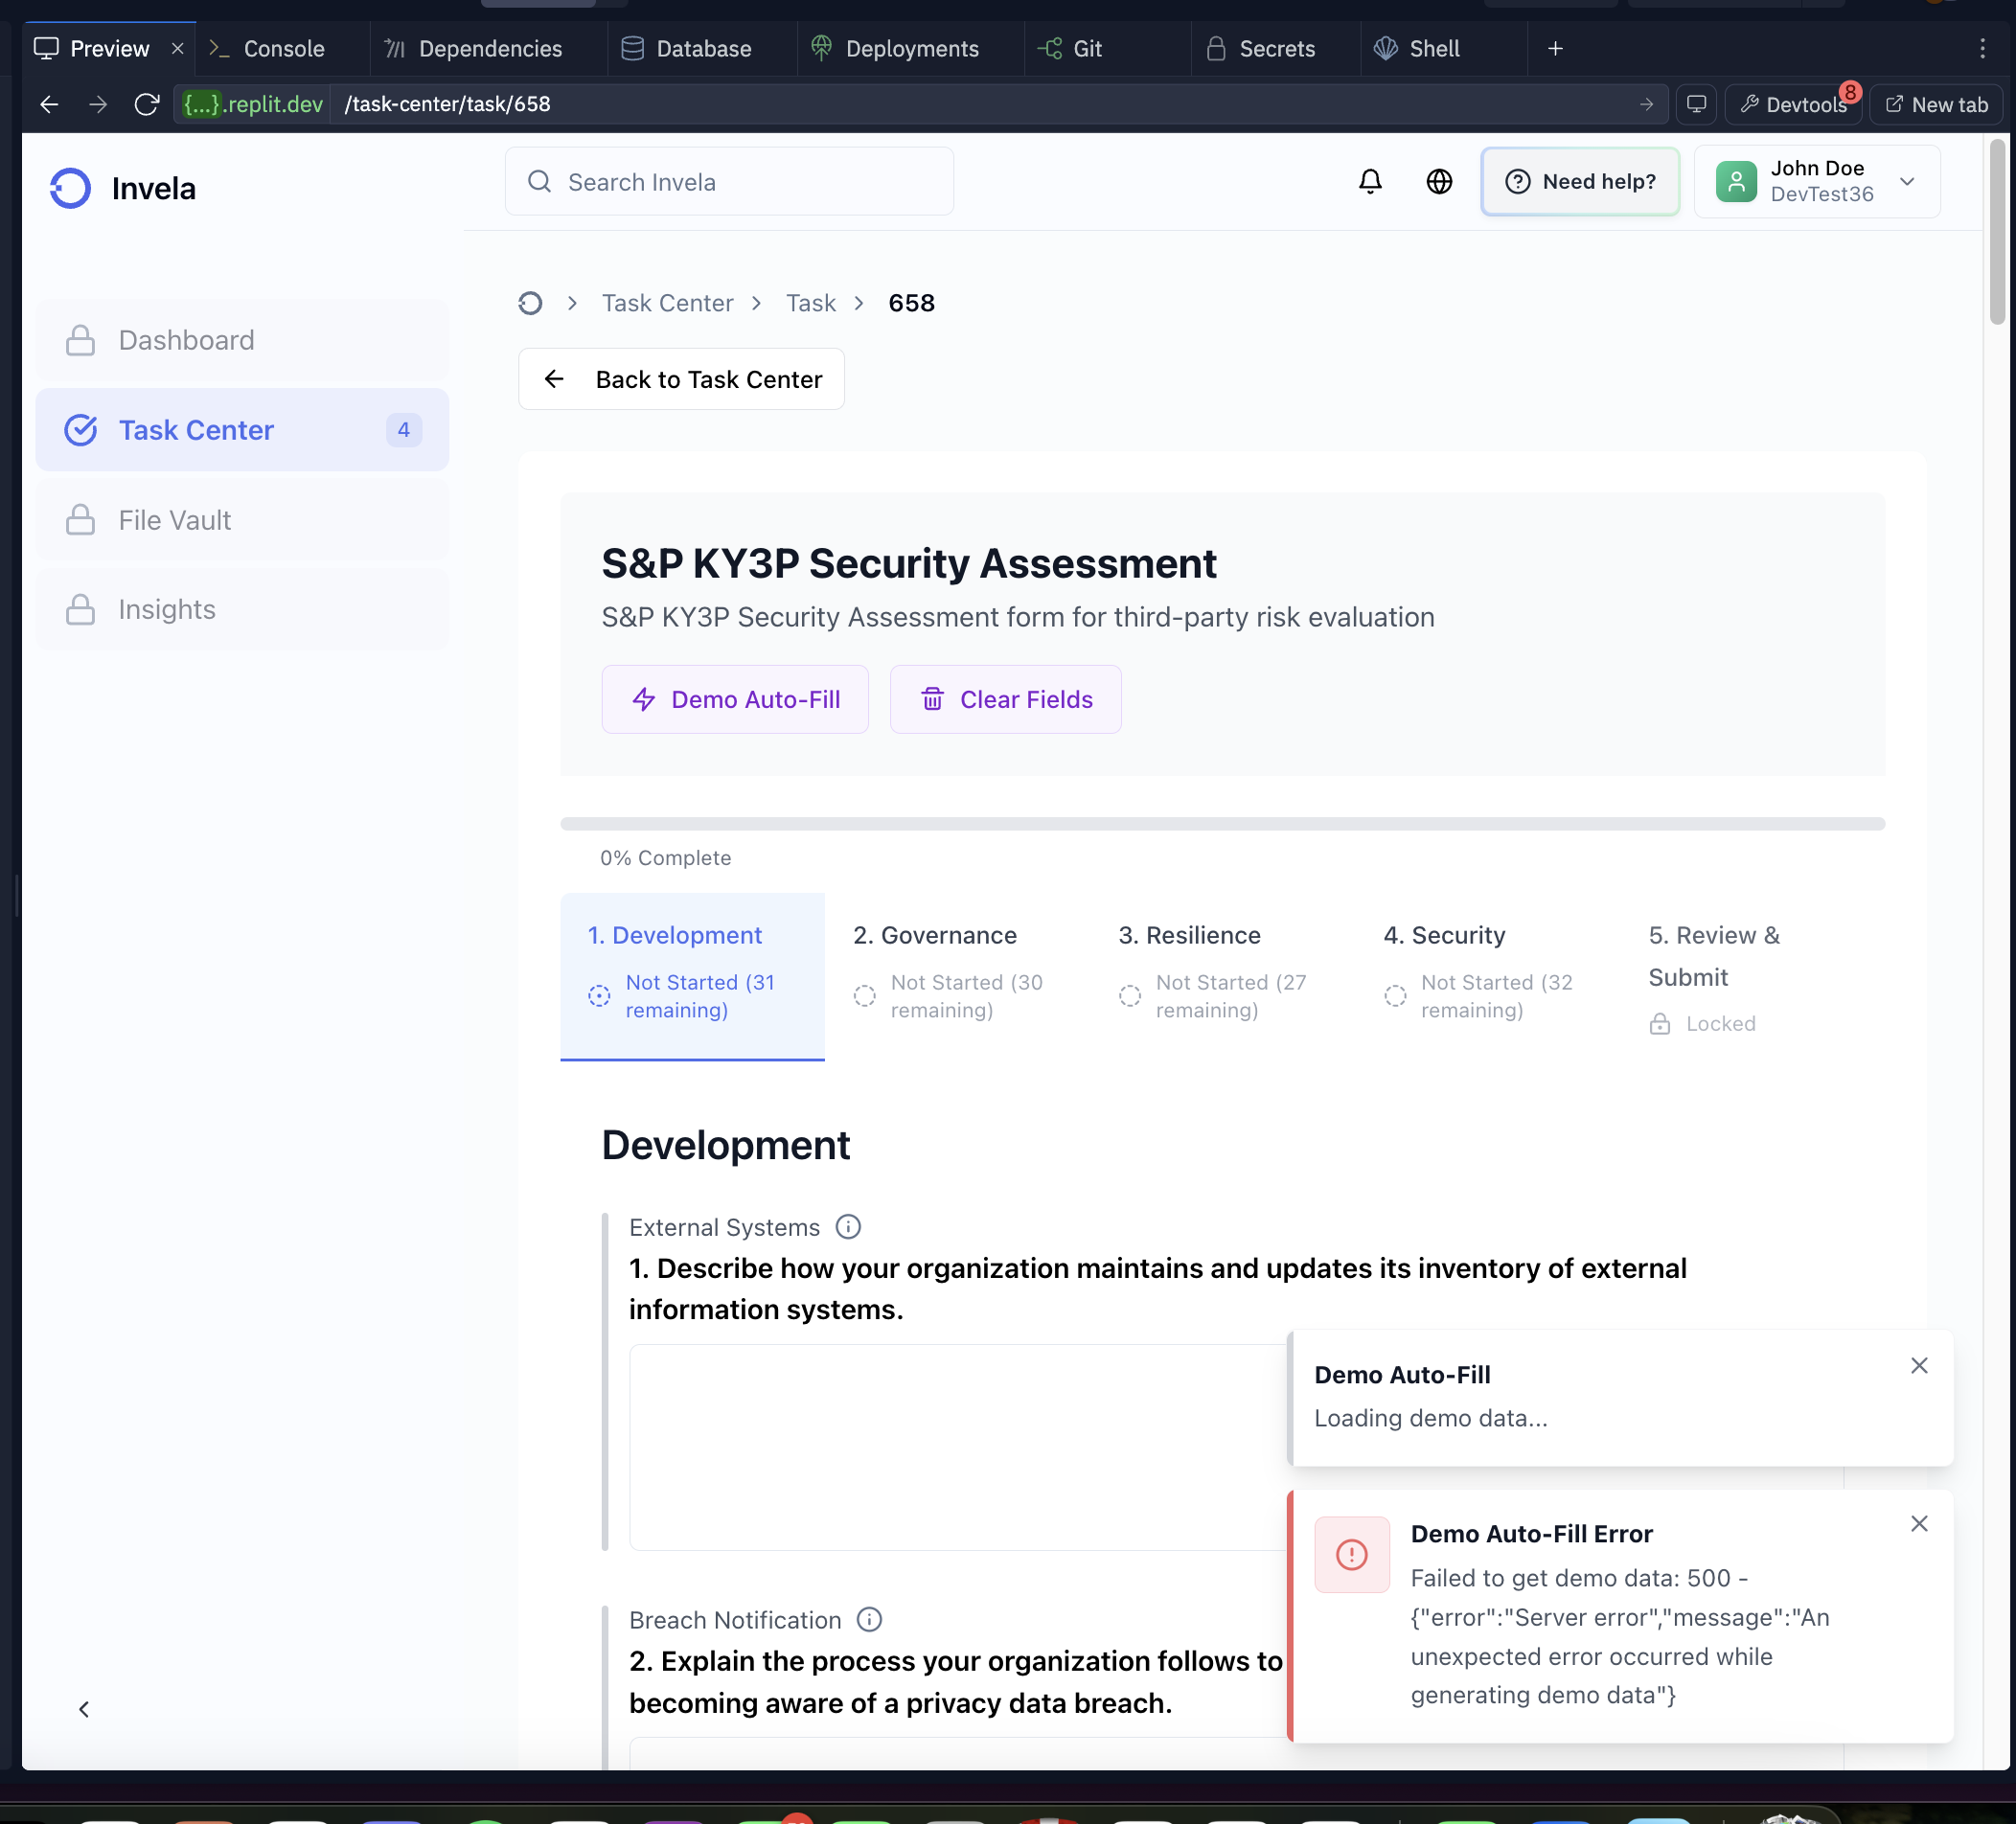 Preview
Console
Dependencies
Database
Deployments
Git
Secrets
Shell
{...}.replit.dev
/task-center/task/658
Devtools
8
New tab
Invela
Search Invela
Need help?
John Doe
DevTest36
Dashboard
Task Center
4
File Vault
Insights
Task Center
Task
658
Back to Task Center
S&P KY3P Security Assessment
S&P KY3P Security Assessment form for third-party risk evaluation
Demo Auto-Fill
Clear Fields
0% Complete
1. Development
Not Started (31
remaining)
2. Governance
Not Started (30
remaining)
3. Resilience
Not Started (27
remaining)
4. Security
Not Started (32
remaining)
5. Review &
Submit
Locked
Development
External Systems
1. Describe how your organization maintains and updates its inventory of external
information systems.
Breach Notification
2. Explain the process your organization follows to
becoming aware of a privacy data breach.
Demo Auto-Fill
Loading demo data...
Demo Auto-Fill Error
Failed to get demo data: 500 -
{"error":"Server error","message":"An
unexpected error occurred while
generating demo data"}